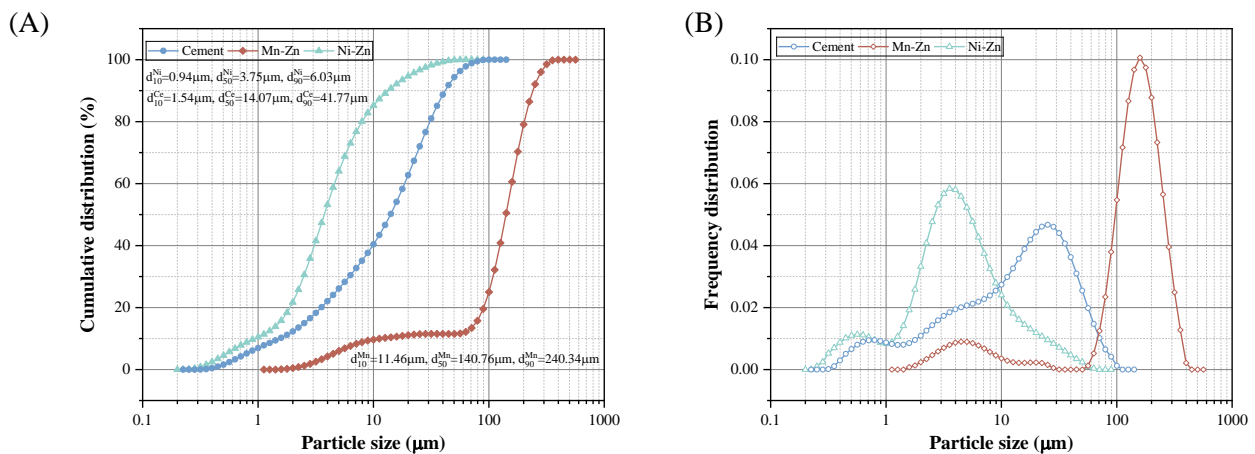 (A)
Cement Mn-Zn Ni-Zn
d₁₀ᴺⁱ=0.94μm, d₅₀ᴺⁱ=3.75μm, d₉₀ᴺⁱ=6.03μm
d₁₀ᶜᵉ=1.54μm, d₅₀ᶜᵉ=14.07μm, d₉₀ᶜᵉ=41.77μm
d₁₀ᴹⁿ=11.46μm, d₅₀ᴹⁿ=140.76μm, d₉₀ᴹⁿ=240.34μm
Cumulative distribution (%)
100
80
60
40
20
0
0.1 1 10 100 1000
Particle size (μm)
(B)
Cement Mn-Zn Ni-Zn
Frequency distribution
0.10
0.08
0.06
0.04
0.02
0.00
0.1 1 10 100 1000
Particle size (μm)